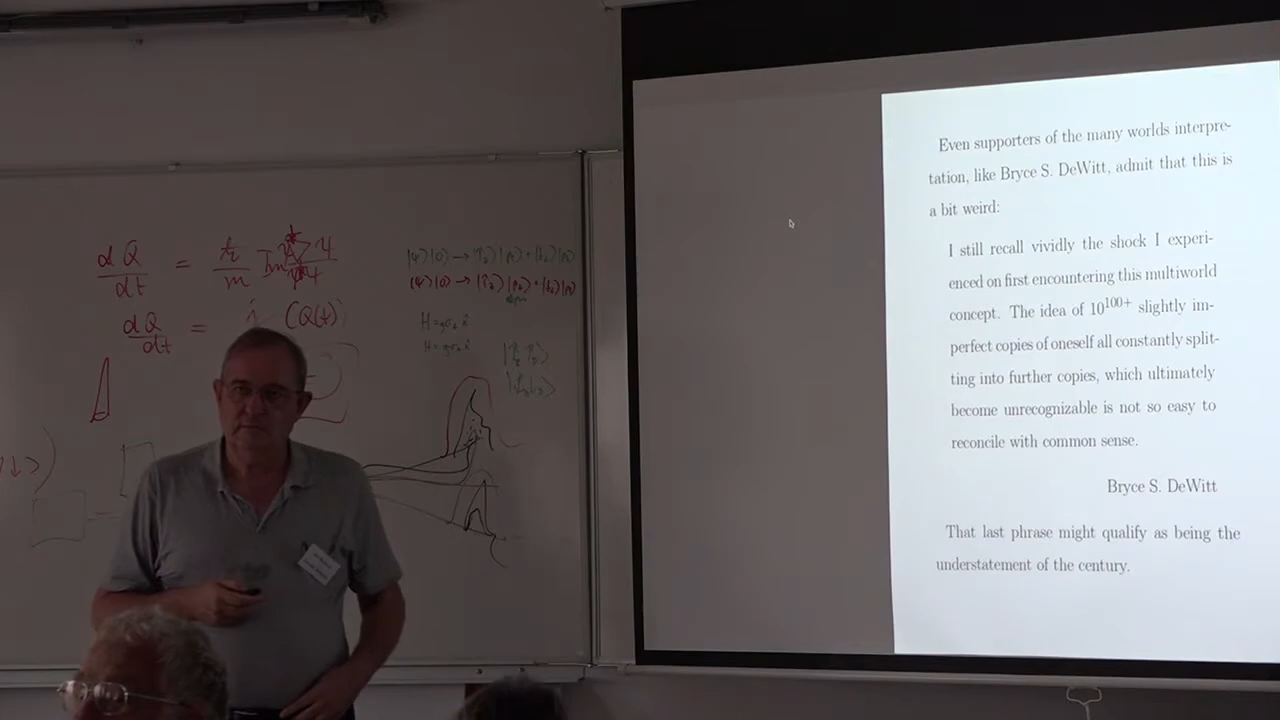 dQ/dt = ħ/m Im
dQ/dt = (Q(t))
H = gσ
H = gσ
Even supporters of the many worlds interpre-
tation, like Bryce S. DeWitt, admit that this is
a bit weird:
I still recall vividly the shock I experi-
enced on first encountering this multiworld
concept. The idea of 10¹⁰⁰⁺ slightly im-
perfect copies of oneself all constantly split-
ting into further copies, which ultimately
become unrecognizable is not so easy to
reconcile with common sense.
Bryce S. DeWitt
That last phrase might qualify as being the
understatement of the century.